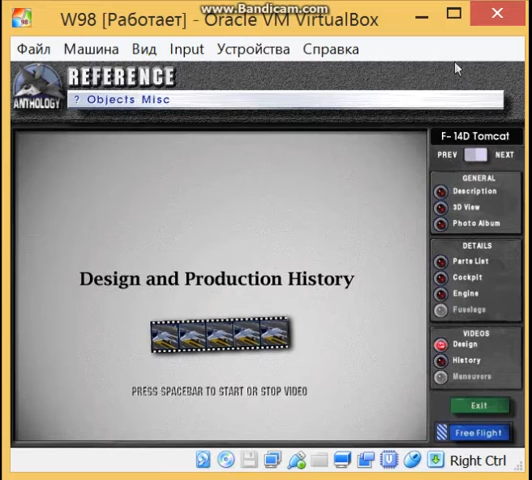 www.Bandicam.com
W98 [Работает] - Oracle VM VirtualBox
Файл Машина Вид Input Устройства Справка
REFERENCE
ANTHOLOGY
? Objects Misc
F-14D Tomcat
PREV NEXT
GENERAL
Description
3D View
Photo Album
DETAILS
Parts List
Cockpit
Engine
Fuselage
VIDEOS
Design
History
Maneuvers
Exit
Free Flight
Design and Production History
PRESS SPACEBAR TO START OR STOP VIDEO
Right Ctrl